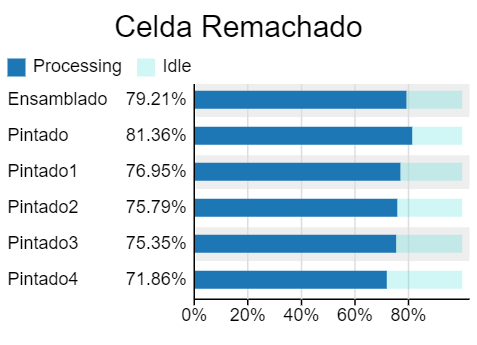 Celda Remachado
Processing Idle
Ensamblado 79.21%
Pintado 81.36%
Pintado1 76.95%
Pintado2 75.79%
Pintado3 75.35%
Pintado4 71.86%
0% 20% 40% 60% 80%